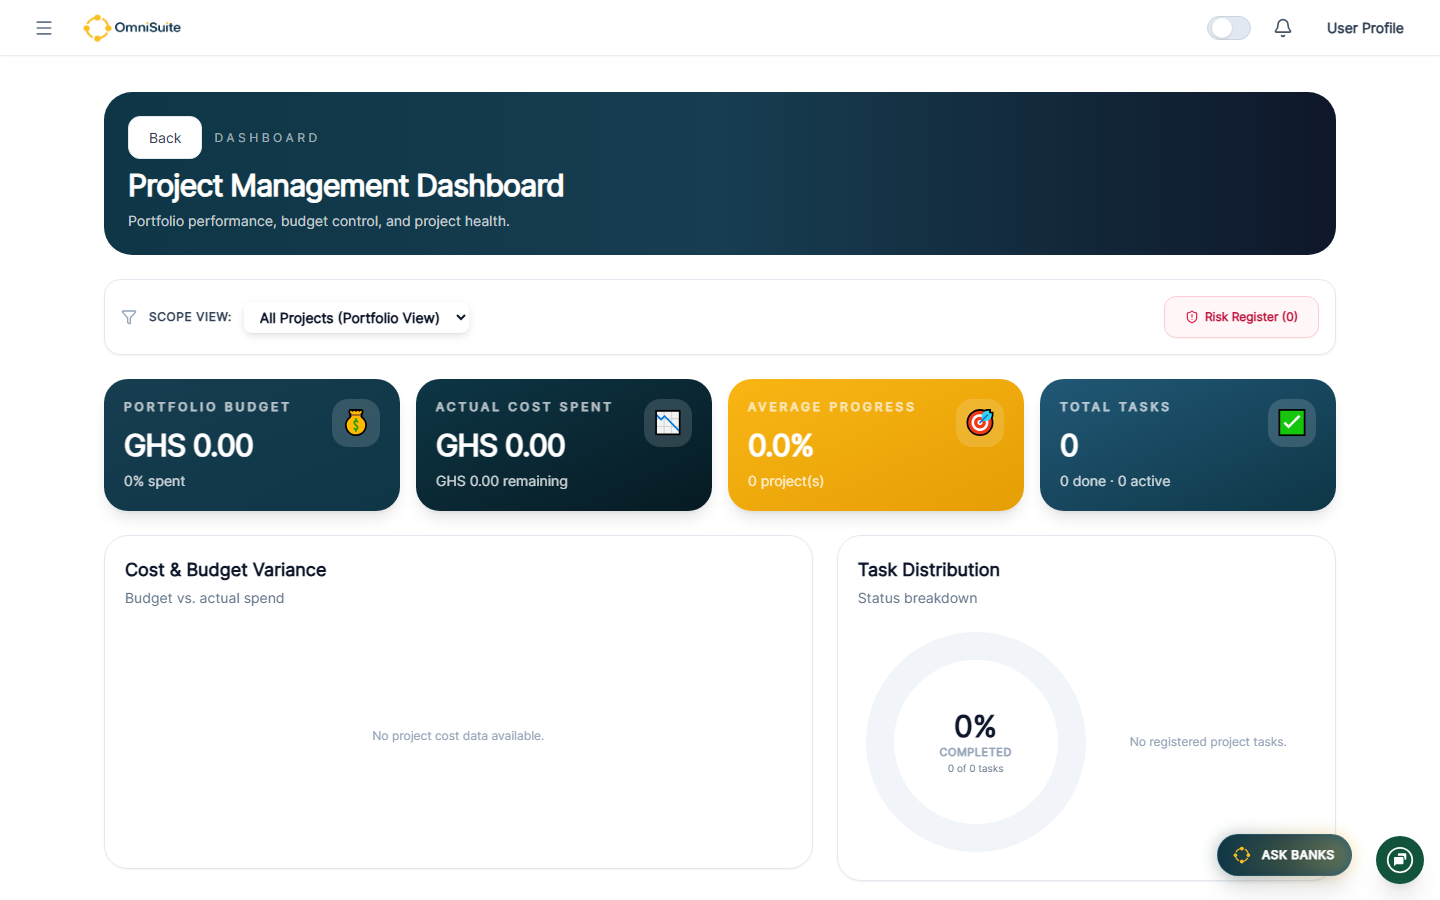 OmniSuite
User Profile
Back
DASHBOARD
Project Management Dashboard
Portfolio performance, budget control, and project health.
SCOPE VIEW:
All Projects (Portfolio View)
Risk Register (0)
PORTFOLIO BUDGET
GHS 0.00
0% spent
ACTUAL COST SPENT
GHS 0.00
GHS 0.00 remaining
AVERAGE PROGRESS
0.0%
0 project(s)
TOTAL TASKS
0
0 done · 0 active
Cost & Budget Variance
Budget vs. actual spend
No project cost data available.
Task Distribution
Status breakdown
0%
COMPLETED
0 of 0 tasks
No registered project tasks.
ASK BANKS